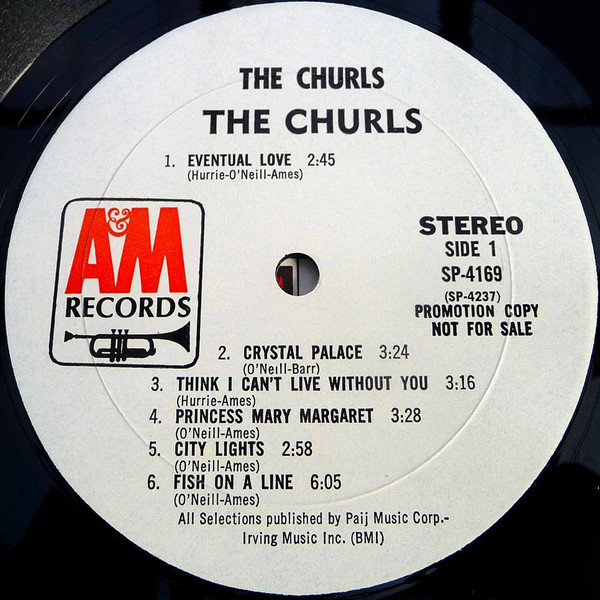 THE CHURLS
THE CHURLS
1. EVENTUAL LOVE 2:45
(Hurrie-O'Neill-Ames)
A&M
RECORDS
STEREO
SIDE 1
SP-4169
(SP-4237)
PROMOTION COPY
NOT FOR SALE
2. CRYSTAL PALACE 3:24
(O'Neill-Barr)
3. THINK I CAN'T LIVE WITHOUT YOU 3:16
(Hurrie-Ames)
4. PRINCESS MARY MARGARET 3:28
(O'Neill-Ames)
5. CITY LIGHTS 2:58
(O'Neill-Ames)
6. FISH ON A LINE 6:05
(O'Neill-Ames)
All Selections published by Paij Music Corp.-
Irving Music Inc. (BMI)